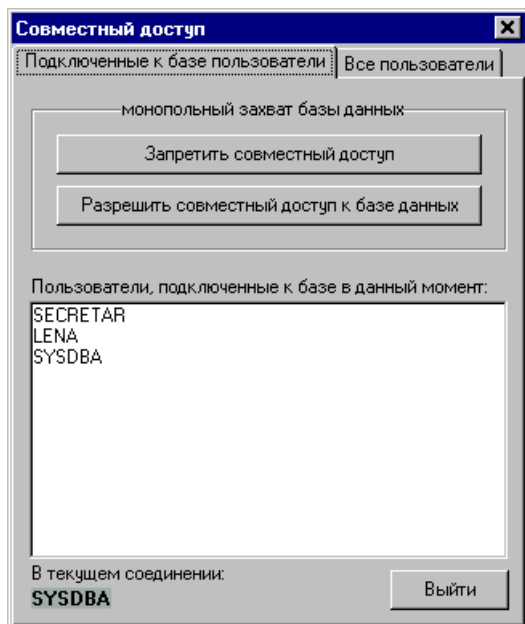 Совместный доступ
Подключенные к базе пользователи
Все пользователи
монопольный захват базы данных
Запретить совместный доступ
Разрешить совместный доступ к базе данных
Пользователи, подключенные к базе в данный момент:
SECRETAR
LENA
SYSDBA
В текущем соединении:
SYSDBA
Выйти